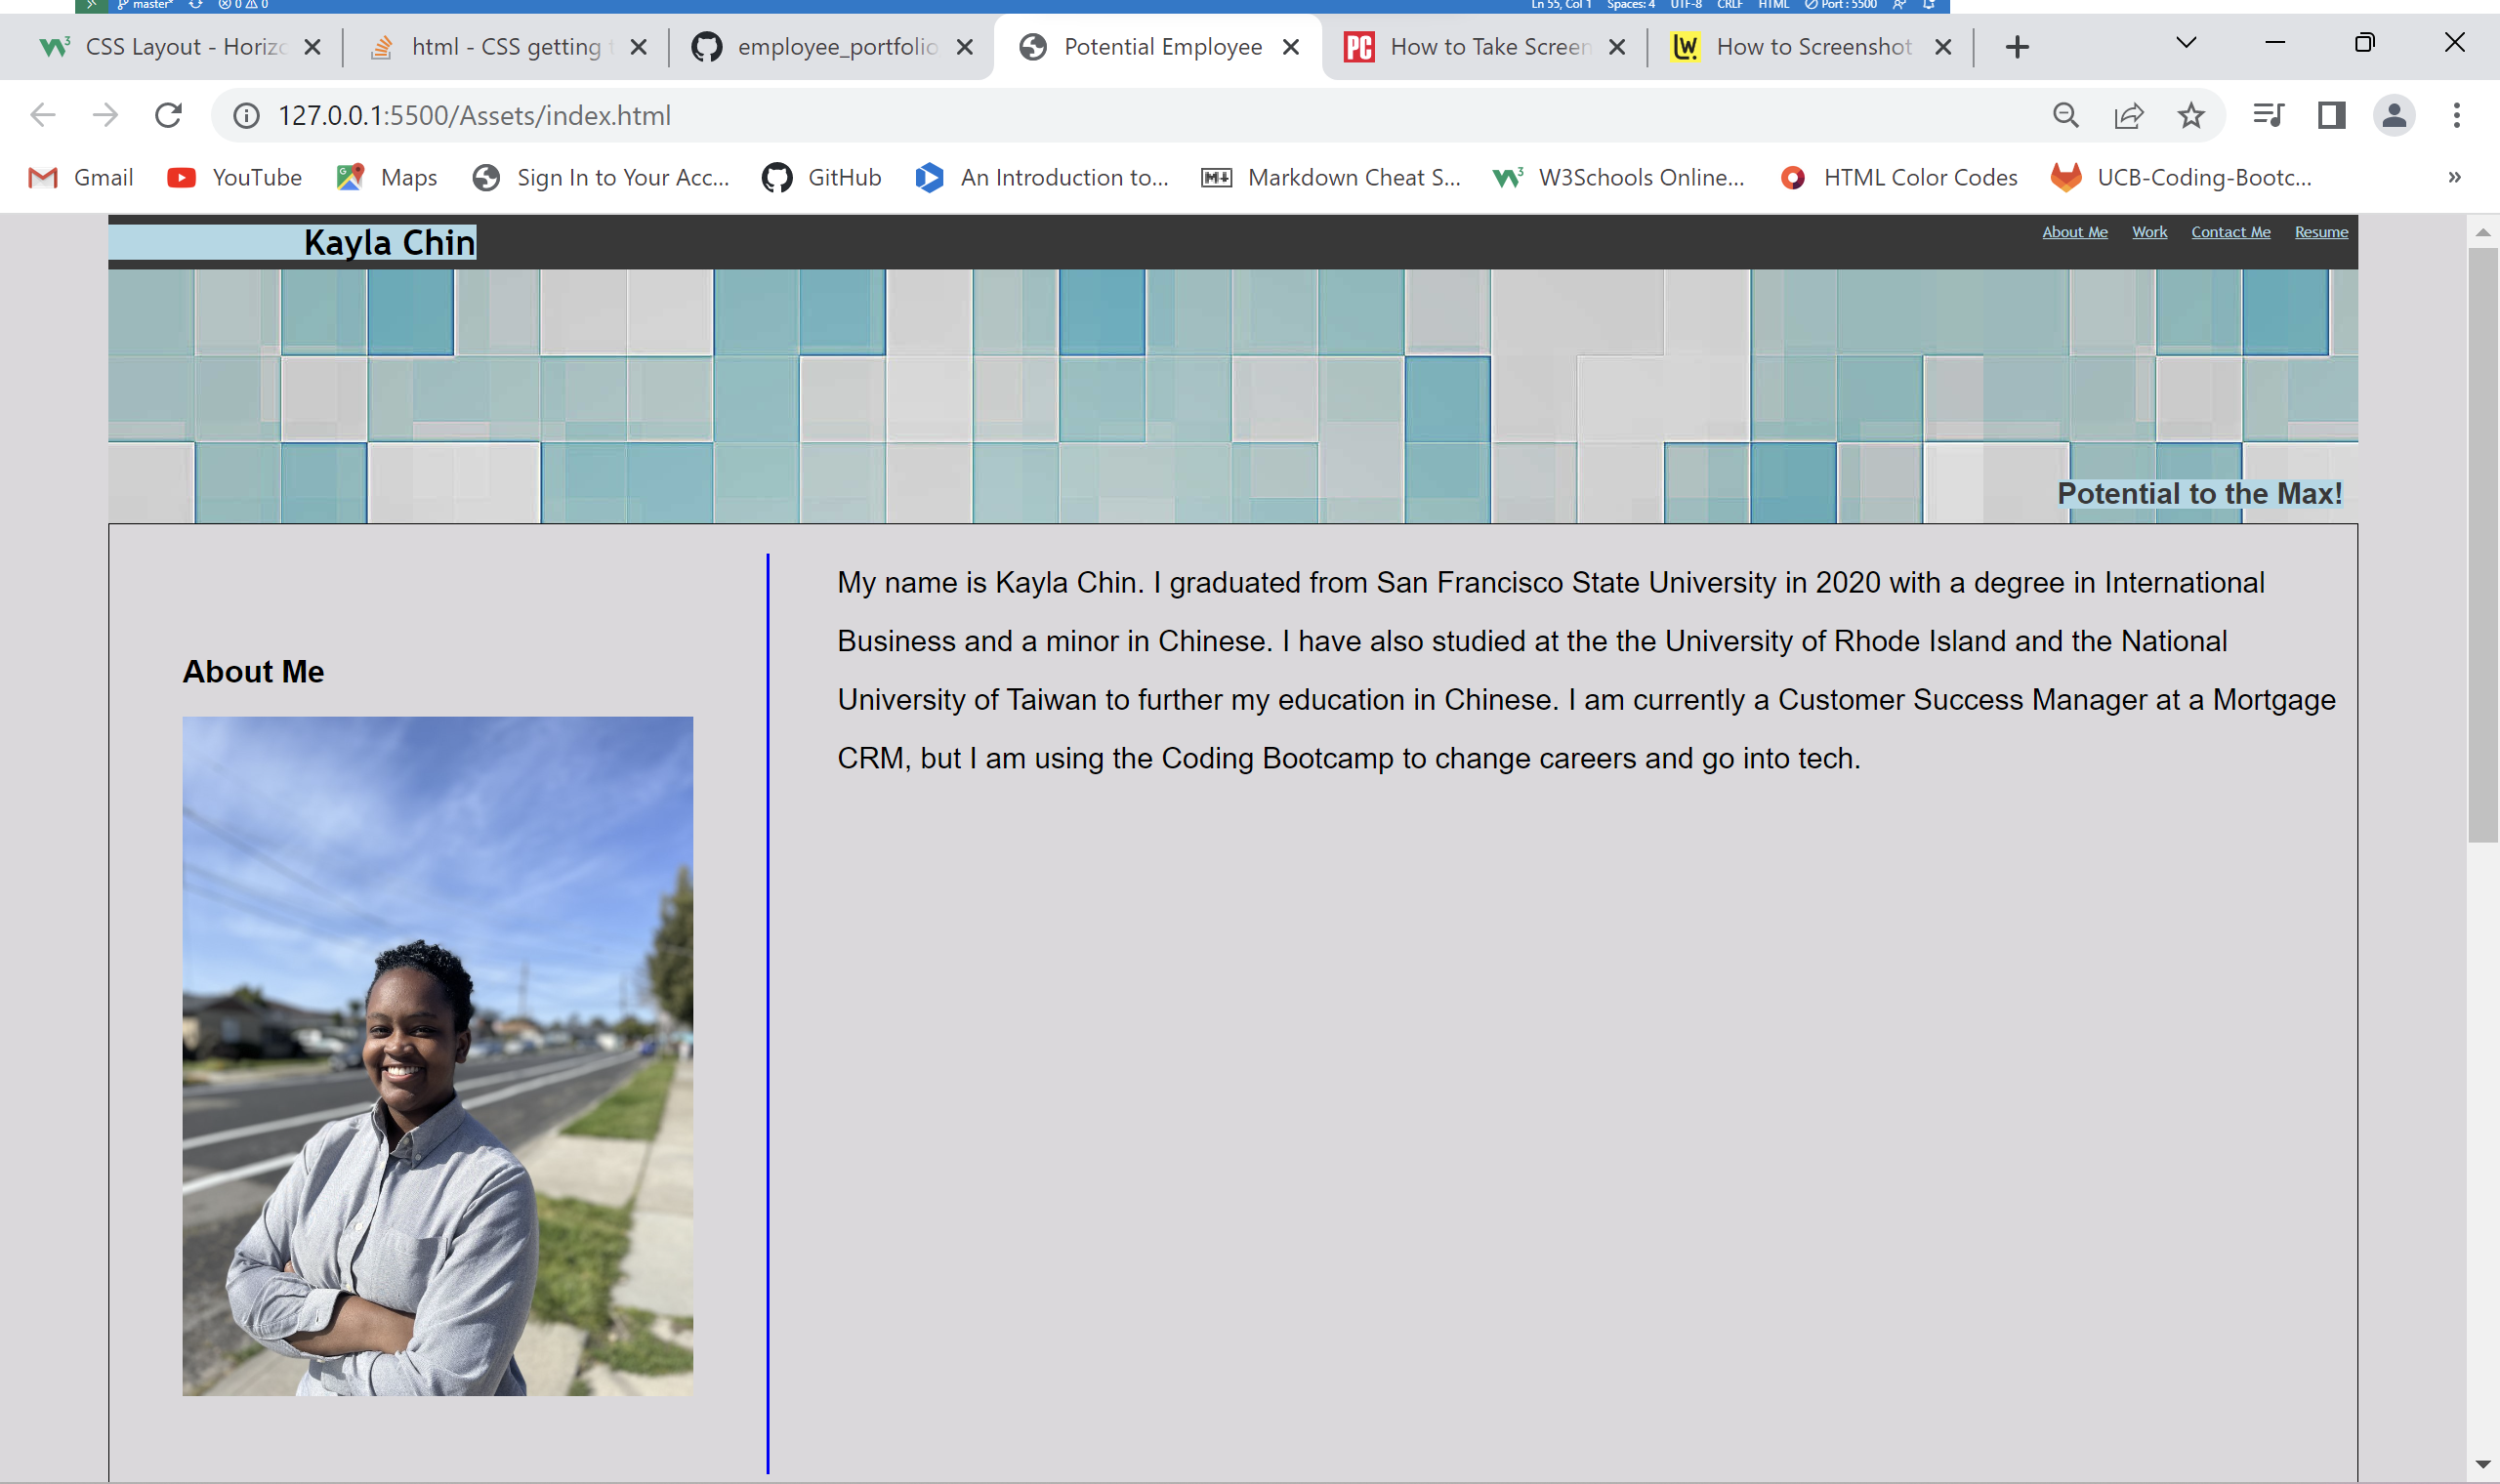 master*
0 0
Ln 55, Col 1 Spaces: 4 UTF-8 CRLF HTML Port : 5500
CSS Layout - Horiz
html - CSS getting
employee_portfolio
Potential Employee
How to Take Screen
How to Screenshot
127.0.0.1:5500/Assets/index.html
Gmail
YouTube
Maps
Sign In to Your Acc...
GitHub
An Introduction to...
Markdown Cheat S...
W3Schools Online...
HTML Color Codes
UCB-Coding-Bootc...
»
Kayla Chin
About Me Work Contact Me Resume
Potential to the Max!
About Me
My name is Kayla Chin. I graduated from San Francisco State University in 2020 with a degree in International
Business and a minor in Chinese. I have also studied at the the University of Rhode Island and the National
University of Taiwan to further my education in Chinese. I am currently a Customer Success Manager at a Mortgage
CRM, but I am using the Coding Bootcamp to change careers and go into tech.